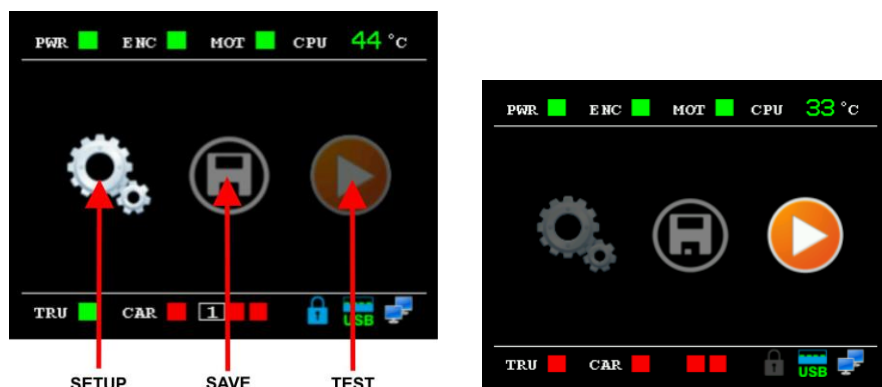 PWR ENC MOT CPU 44 °C
TRU CAR 1 USB
SETUP SAVE TEST
PWR ENC MOT CPU 33 °C
TRU CAR USB